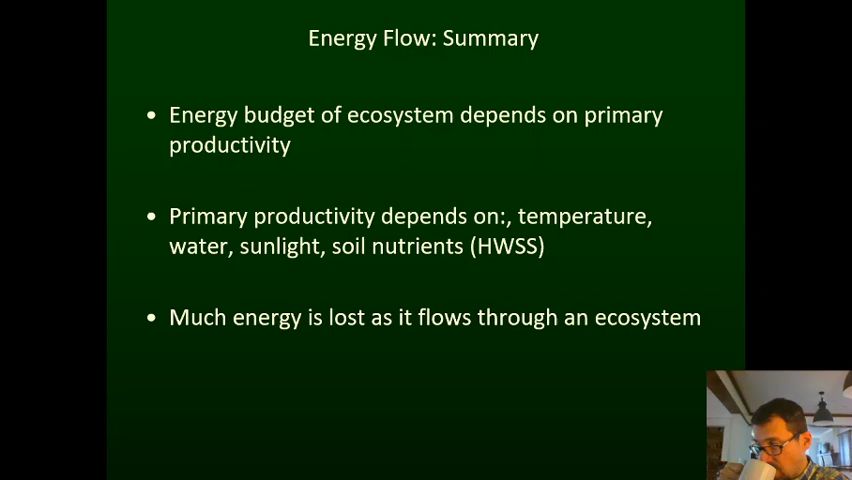 Energy Flow: Summary
• Energy budget of ecosystem depends on primary
productivity
• Primary productivity depends on:, temperature,
water, sunlight, soil nutrients (HWSS)
• Much energy is lost as it flows through an ecosystem